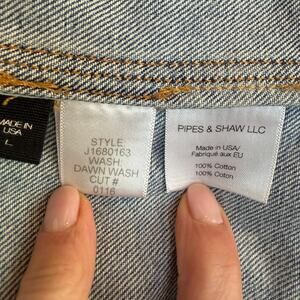 MADE IN
USA
L
STYLE
J1680163
WASH:
DAWN WASH
CUT #
0116
PIPES & SHAW LLC
Made in USA/
Fabriqué aux EU
100% Cotton
100% Coton